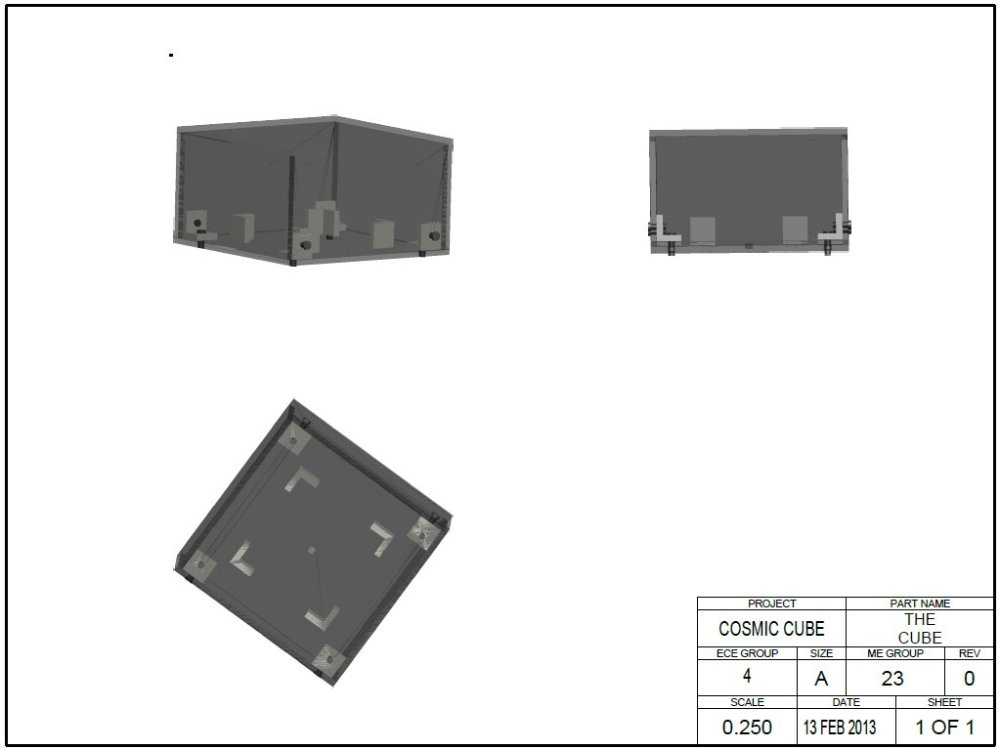 PROJECT PART NAME
COSMIC CUBE THE
CUBE
ECE GROUP SIZE ME GROUP REV
4 A 23 0
SCALE DATE SHEET
0.250 13 FEB 2013 1 OF 1